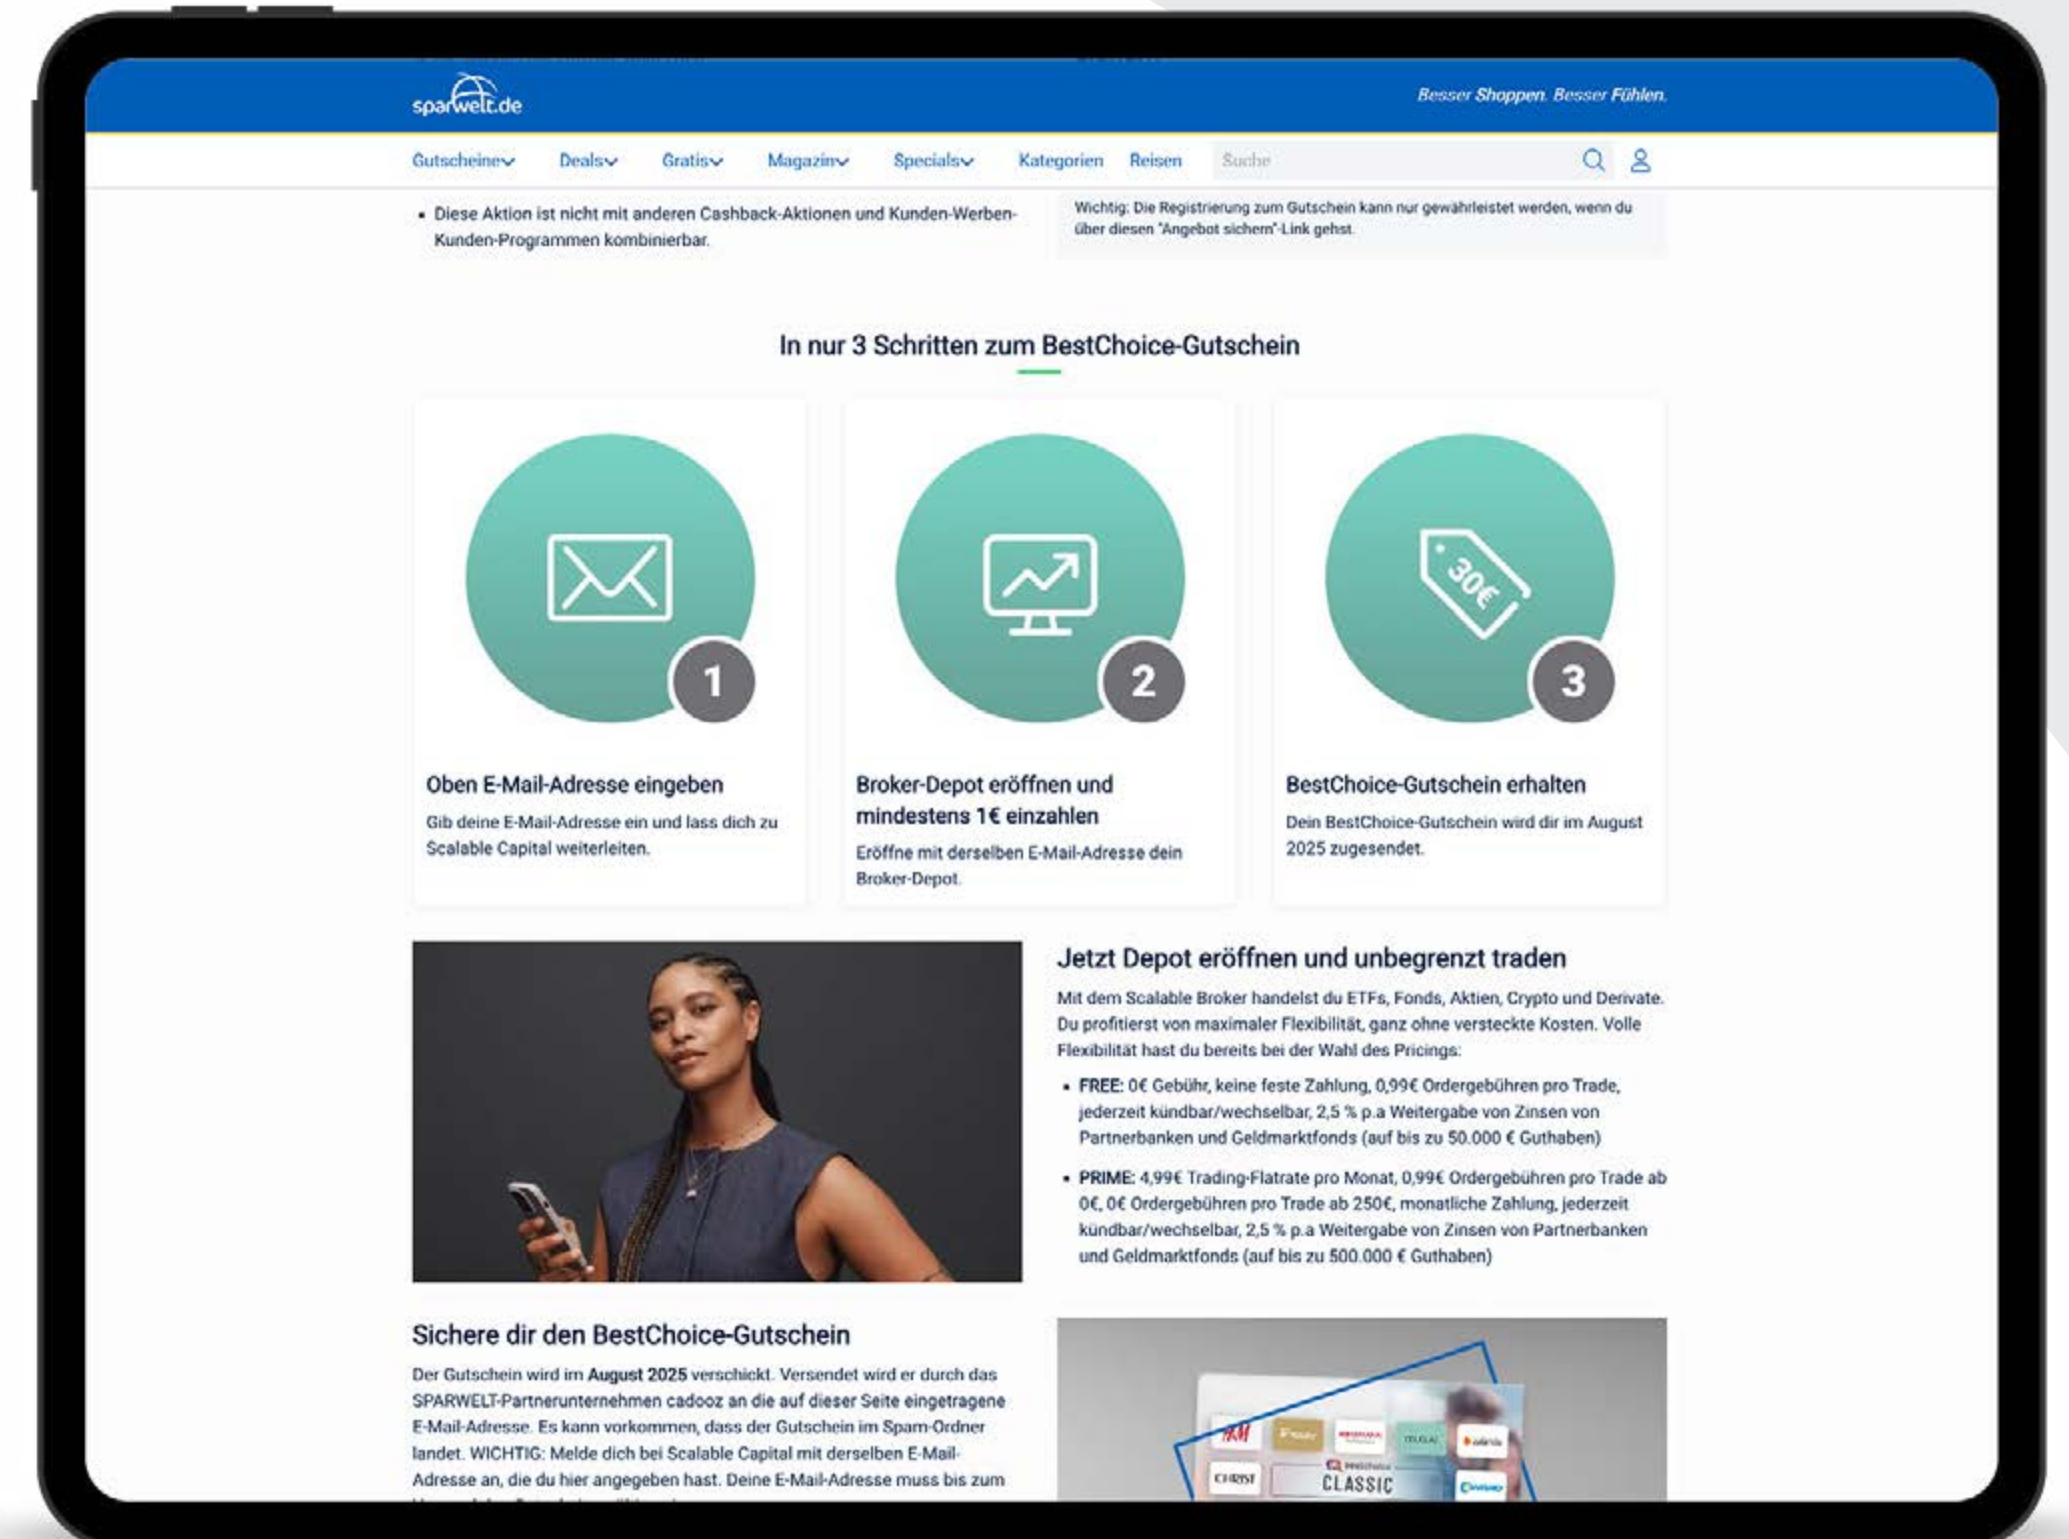 sparwelt.de
Besser Shoppen. Besser Fühlen.
Gutscheine Deals Gratis Magazin Specials Kategorien Reisen Suche
Diese Aktion ist nicht mit anderen Cashback-Aktionen und Kunden-Werben-
Kunden-Programmen kombinierbar.
Wichtig: Die Registrierung zum Gutschein kann nur gewährleistet werden, wenn du
über diesen "Angebot sichern"-Link gehst.
In nur 3 Schritten zum BestChoice-Gutschein
1
Oben E-Mail-Adresse eingeben
Gib deine E-Mail-Adresse ein und lass dich zu
Scalable Capital weiterleiten.
2
Broker-Depot eröffnen und
mindestens 1€ einzahlen
Eröffne mit derselben E-Mail-Adresse dein
Broker-Depot.
30€
3
BestChoice-Gutschein erhalten
Dein BestChoice-Gutschein wird dir im August
2025 zugesendet.
Jetzt Depot eröffnen und unbegrenzt traden
Mit dem Scalable Broker handelst du ETFs, Fonds, Aktien, Crypto und Derivate.
Du profitierst von maximaler Flexibilität, ganz ohne versteckte Kosten. Volle
Flexibilität hast du bereits bei der Wahl des Pricings:
FREE: 0€ Gebühr, keine feste Zahlung, 0,99€ Ordergebühren pro Trade,
jederzeit kündbar/wechselbar, 2,5 % p.a Weitergabe von Zinsen von
Partnerbanken und Geldmarktfonds (auf bis zu 50.000 € Guthaben)
PRIME: 4,99€ Trading-Flatrate pro Monat, 0,99€ Ordergebühren pro Trade ab
0€, 0€ Ordergebühren pro Trade ab 250€, monatliche Zahlung, jederzeit
kündbar/wechselbar, 2,5 % p.a Weitergabe von Zinsen von Partnerbanken
und Geldmarktfonds (auf bis zu 500.000 € Guthaben)
Sichere dir den BestChoice-Gutschein
Der Gutschein wird im August 2025 verschickt. Versendet wird er durch das
SPARWELT-Partnerunternehmen cadooz an die auf dieser Seite eingetragene
E-Mail-Adresse. Es kann vorkommen, dass der Gutschein im Spam-Ordner
landet. WICHTIG: Melde dich bei Scalable Capital mit derselben E-Mail-
Adresse an, die du hier angegeben hast. Deine E-Mail-Adresse muss bis zum
H&M
CHRIST
CLASSIC